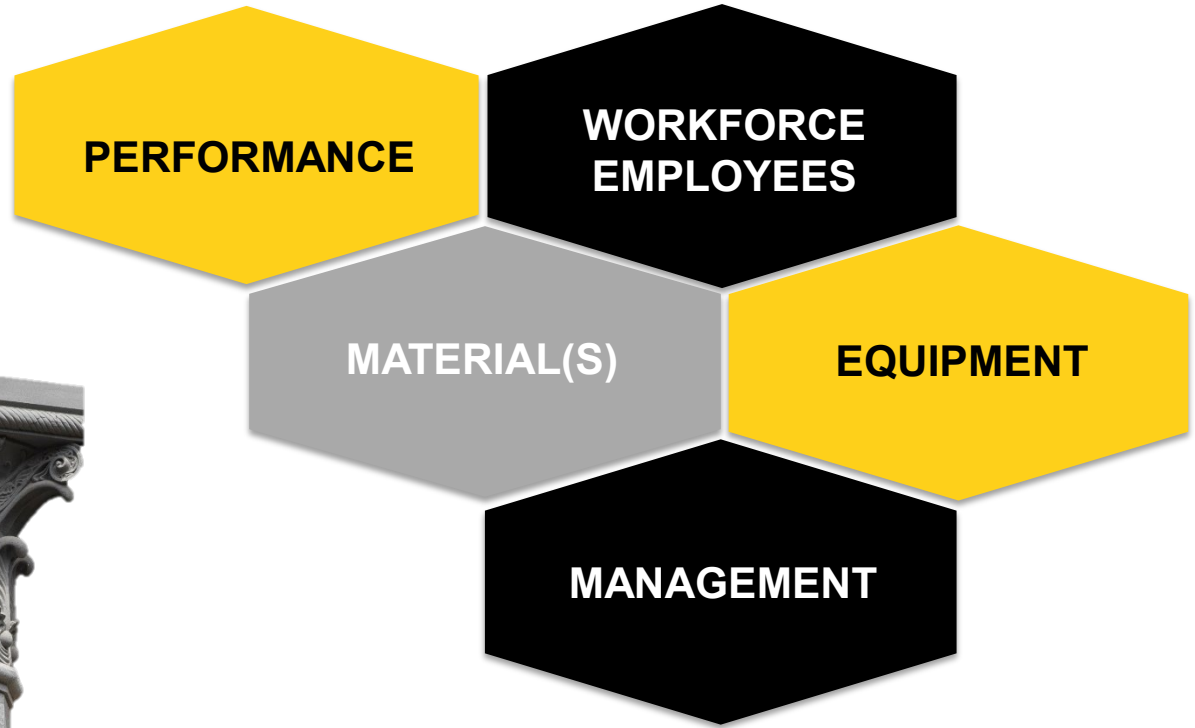 PERFORMANCE
WORKFORCE
EMPLOYEES
MATERIAL(S)
EQUIPMENT
MANAGEMENT